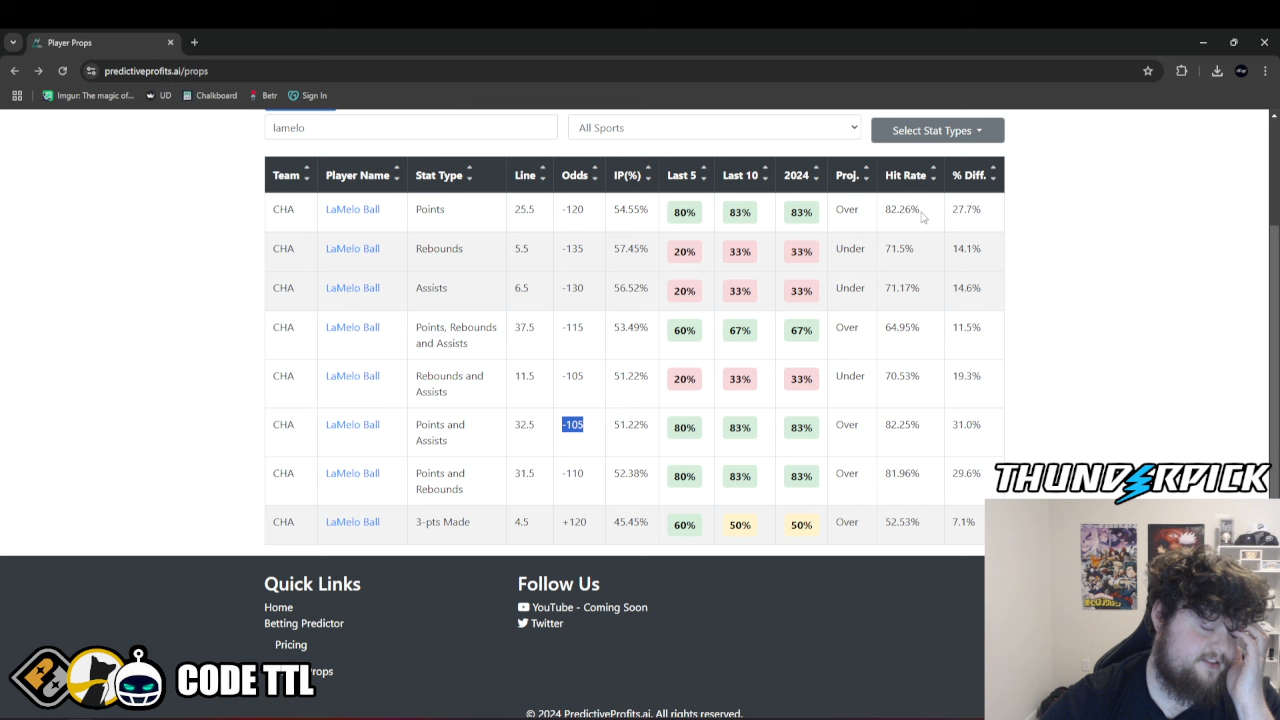 Player Props
predictiveprofits.ai/props
Imgur: The magic of...
UD
Chalkboard
Betr
Sign In
lamelo
All Sports
Select Stat Types
Team Player Name Stat Type Line Odds IP(%) Last 5 Last 10 2024 Proj. Hit Rate % Diff.
CHA LaMelo Ball Points 25.5 -120 54.55% 80% 83% 83% Over 82.26% 27.7%
CHA LaMelo Ball Rebounds 5.5 -135 57.45% 20% 33% 33% Under 71.5% 14.1%
CHA LaMelo Ball Assists 6.5 -130 56.52% 20% 33% 33% Under 71.17% 14.6%
CHA LaMelo Ball Points, Rebounds 37.5 -115 53.49% 60% 67% 67% Over 64.95% 11.5%
and Assists
CHA LaMelo Ball Rebounds and 11.5 -105 51.22% 20% 33% 33% Under 70.53% 19.3%
Assists
CHA LaMelo Ball Points and 32.5 -105 51.22% 80% 83% 83% Over 82.25% 31.0%
Assists
CHA LaMelo Ball Points and 31.5 -110 52.38% 80% 83% 83% Over 81.96% 29.6%
Rebounds
CHA LaMelo Ball 3-pts Made 4.5 +120 45.45% 60% 50% 50% Over 52.53% 7.1%
THUNDERPICK
Quick Links
Home
Betting Predictor
Pricing
Follow Us
YouTube - Coming Soon
Twitter
CODE TTL
© 2024 PredictiveProfits.ai. All rights reserved.